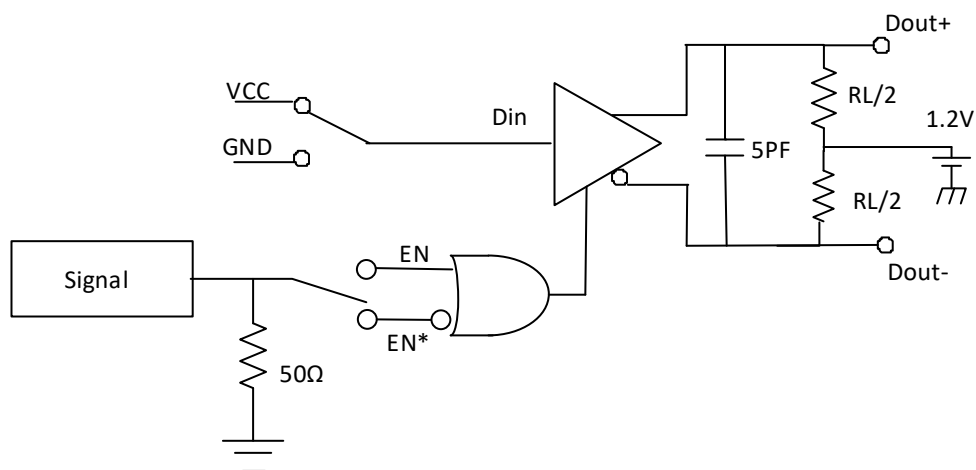 Dout+
VCC
RL/2
Din
1.2V
GND
5PF
RL/2
EN
Signal
Dout-
EN*
50Ω